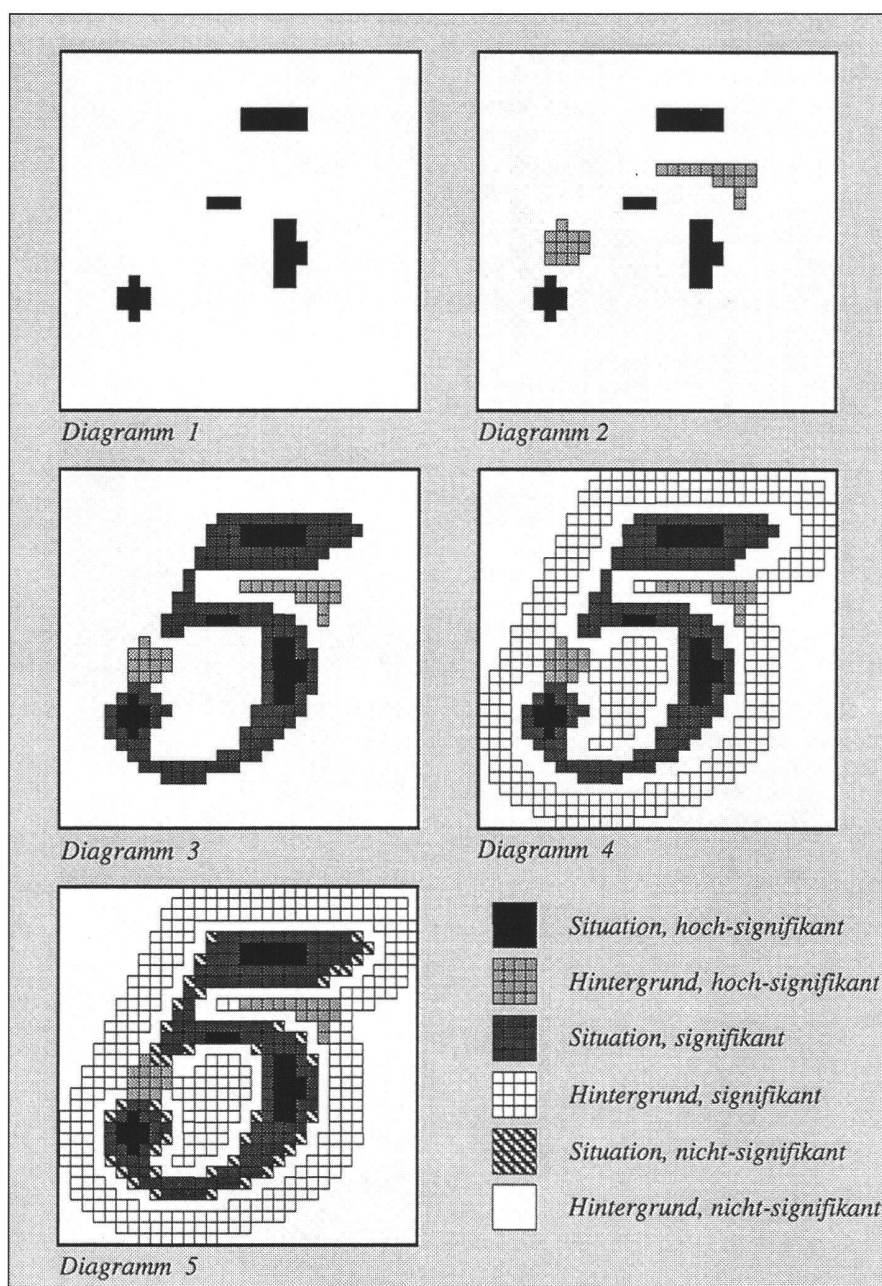 Diagramm 1
Diagramm 2
Diagramm 3
Diagramm 4
Diagramm 5
Situation, hoch-signifikant
Hintergrund, hoch-signifikant
Situation, signifikant
Hintergrund, signifikant
Situation, nicht-signifikant
Hintergrund, nicht-signifikant